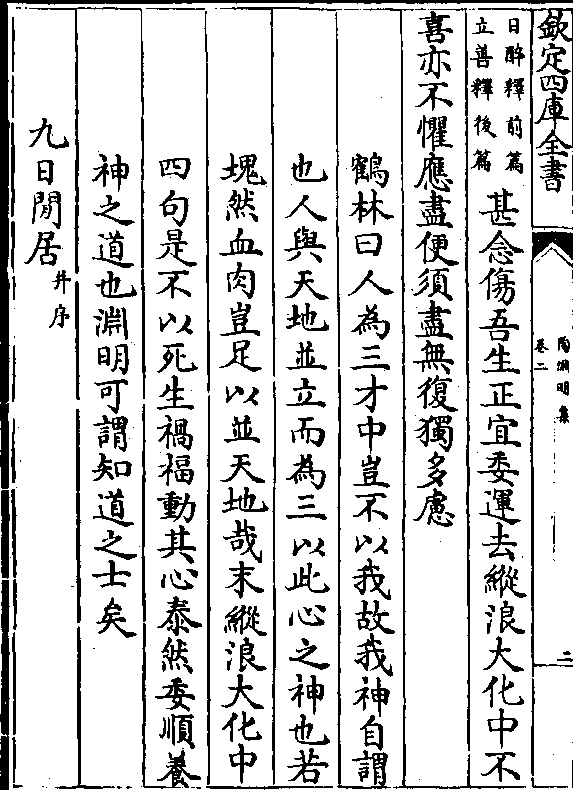 欽定四庫全書
陶淵明集
卷二
二
日醉釋前篇
立善釋後篇
甚念傷吾生正宜委運去縱浪大化中不
喜亦不懼應盡便須盡無復獨多慮
鶴林曰人為三才中豈不以我故我神自謂
也人與天地並立而為三以此心之神也若
塊然血肉豈足以並天地哉末縱浪大化中
四句是不以死生禍福動其心泰然委順養
神之道也淵明可謂知道之士矣
九日閒居
并序